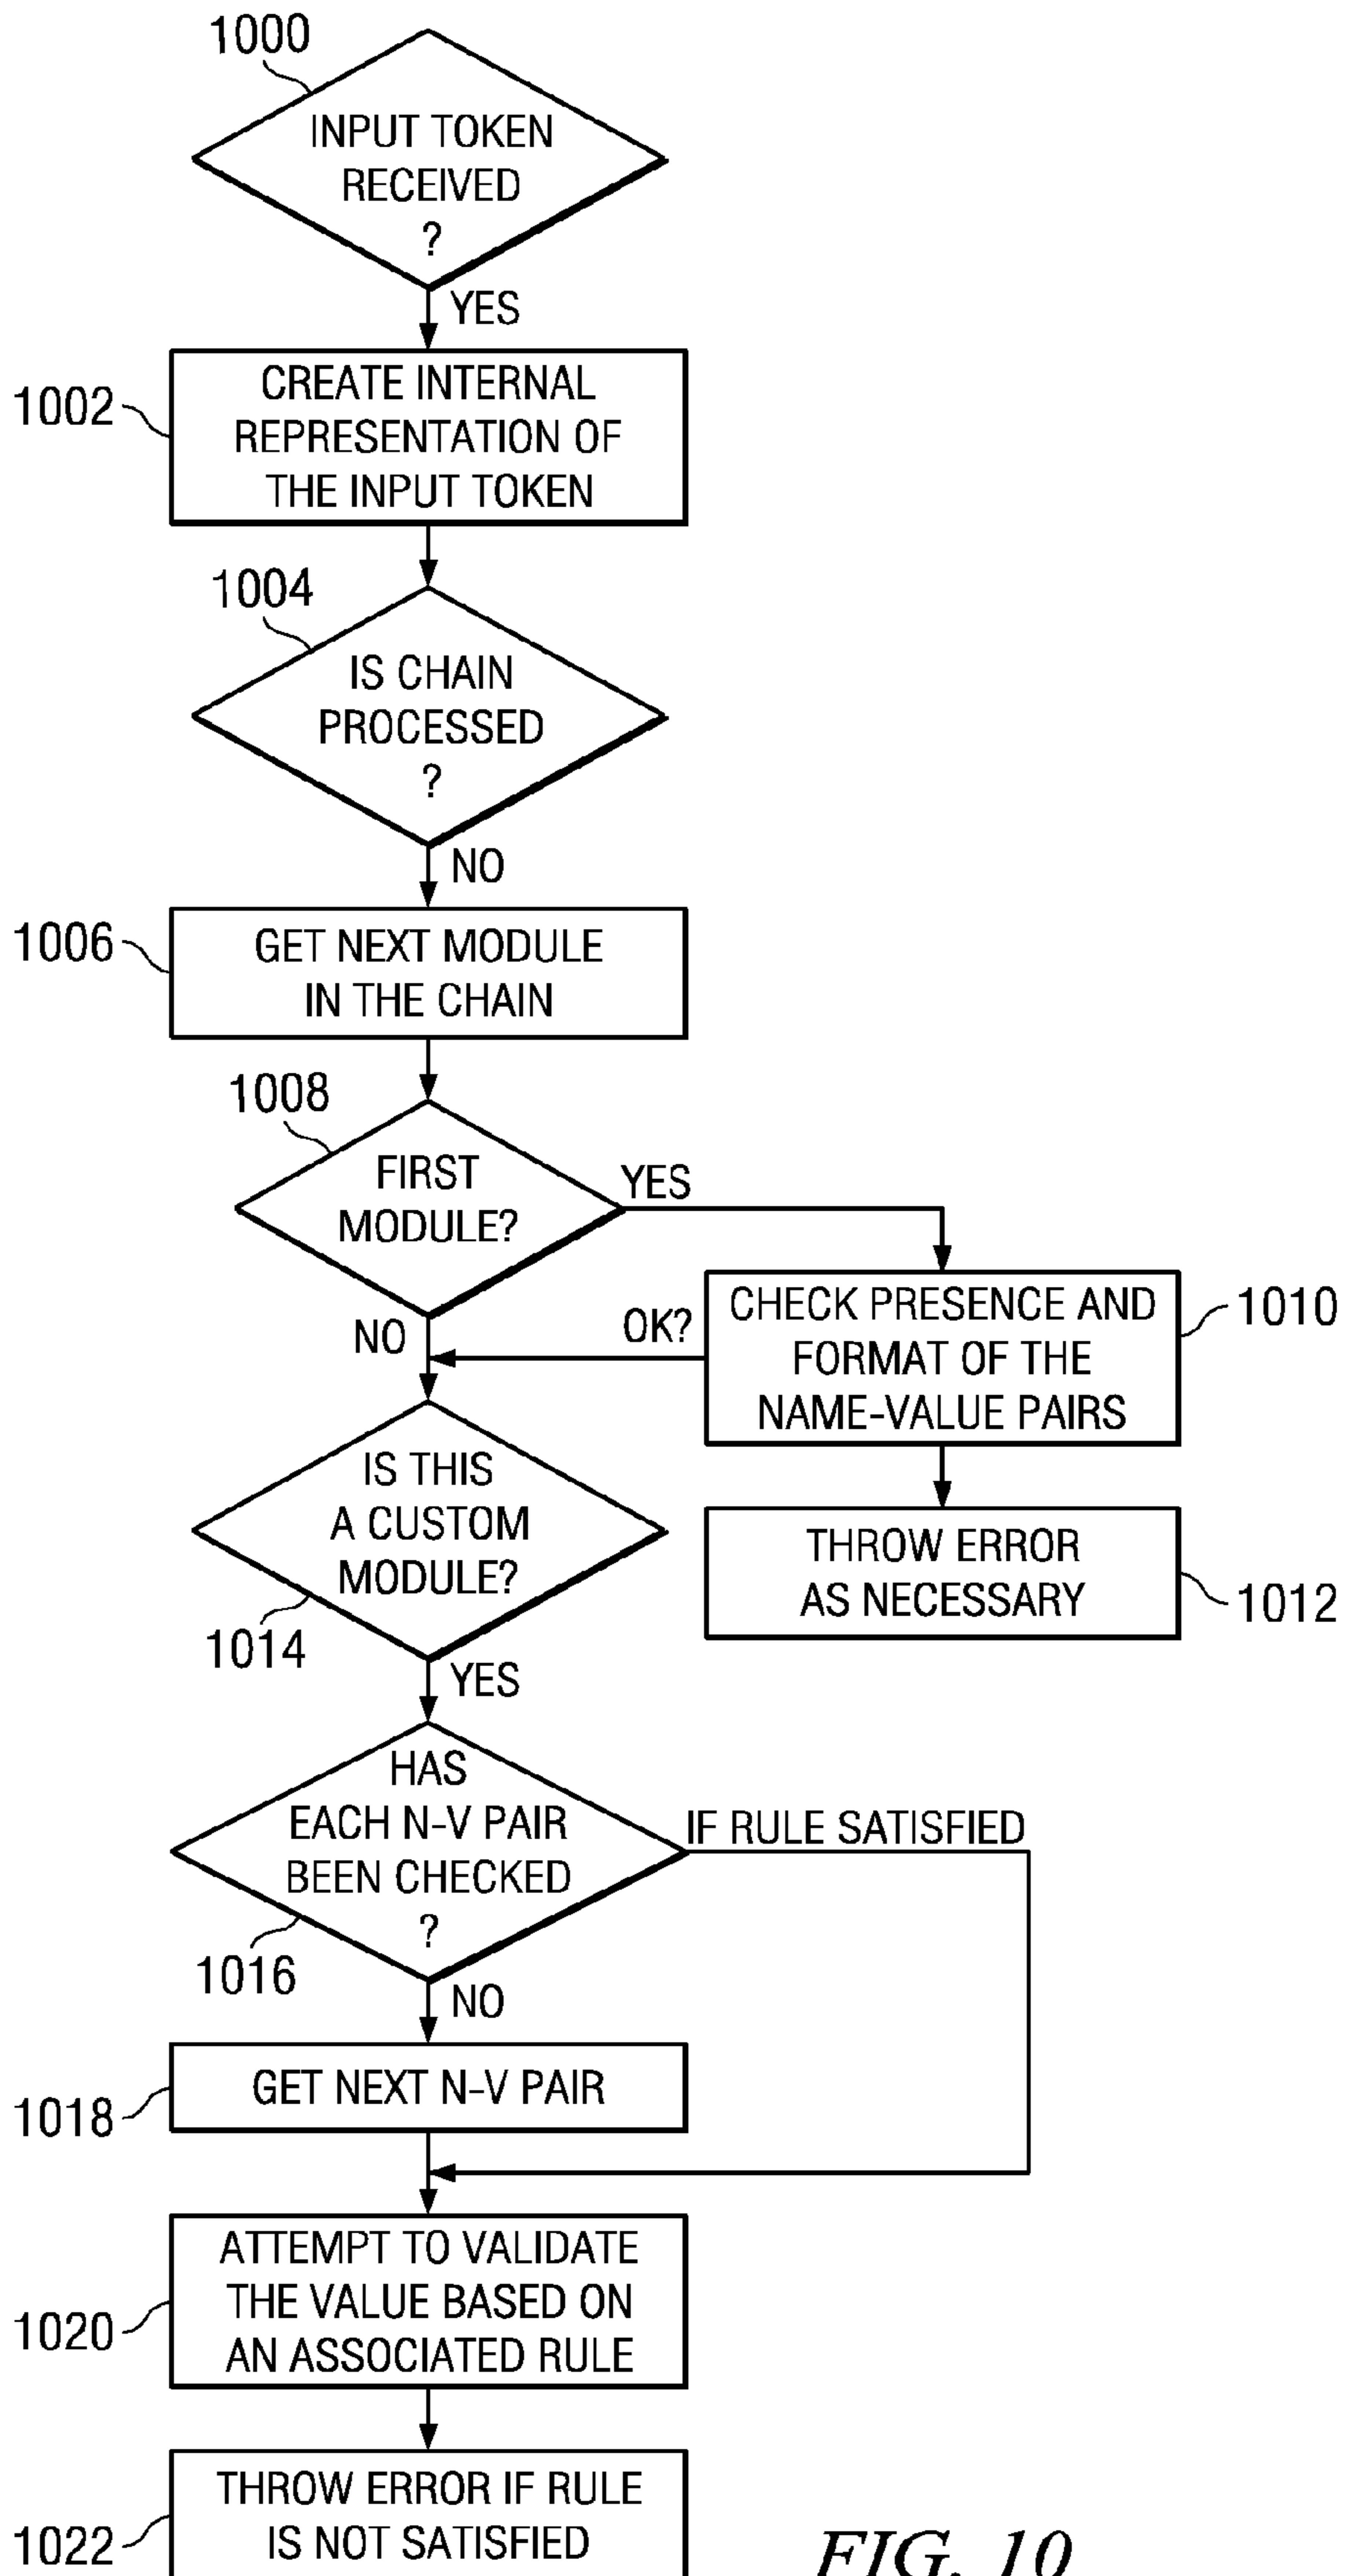 1000
INPUT TOKEN
RECEIVED
?
YES
1002
CREATE INTERNAL
REPRESENTATION OF
THE INPUT TOKEN
1004
IS CHAIN
PROCESSED
?
NO
1006
GET NEXT MODULE
IN THE CHAIN
1008
FIRST
MODULE?
YES
NO
OK?
CHECK PRESENCE AND
FORMAT OF THE
NAME-VALUE PAIRS
1010
THROW ERROR
AS NECESSARY
1012
IS THIS
A CUSTOM
MODULE?
1014
YES
HAS
EACH N-V PAIR
BEEN CHECKED
?
IF RULE SATISFIED
1016
NO
GET NEXT N-V PAIR
1018
ATTEMPT TO VALIDATE
THE VALUE BASED ON
AN ASSOCIATED RULE
1020
THROW ERROR IF RULE
IS NOT SATISFIED
1022
FIG. 10